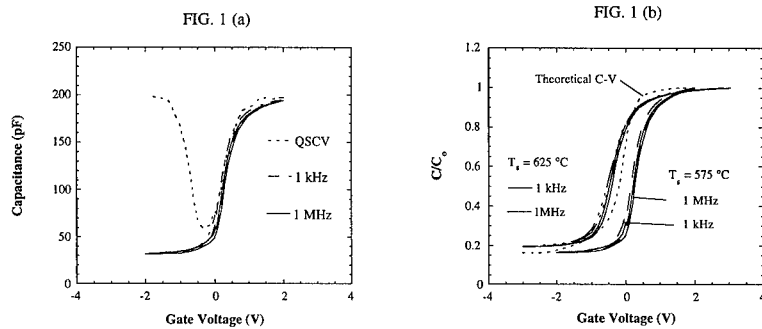 FIG. 1 (a)
250
200
150
100
50
0
Capacitance (pF)
QSCV
1 kHz
1 MHz
-4
-2
0
2
4
Gate Voltage (V)
FIG. 1 (b)
1.2
1
0.8
0.6
0.4
0.2
0
C/Co
Theoretical C-V
Ts = 625 °C
1 kHz
1MHz
Ts = 575 °C
1 MHz
1 kHz
-4
-2
0
2
4
Gate Voltage (V)